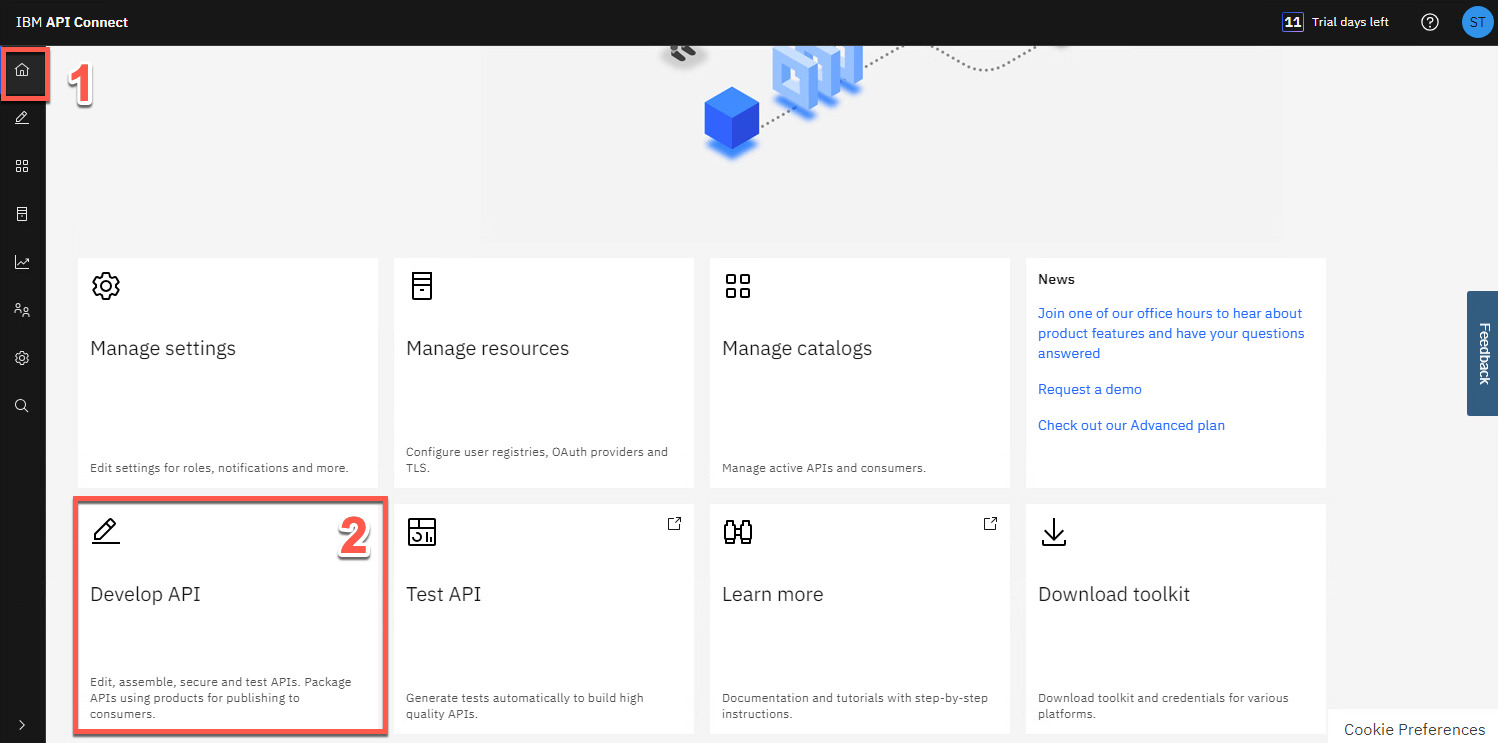 IBM API Connect
11 Trial days left
ST
1
Manage settings
Edit settings for roles, notifications and more.
Manage resources
Configure user registries, OAuth providers and
TLS.
Manage catalogs
Manage active APIs and consumers.
News
Join one of our office hours to hear about
product features and have your questions
answered
Request a demo
Check out our Advanced plan
Feedback
2
Develop API
Edit, assemble, secure and test APIs. Package
APIs using products for publishing to
consumers.
Test API
Generate tests automatically to build high
quality APIs.
Learn more
Documentation and tutorials with step-by-step
instructions.
Download toolkit
Download toolkit and credentials for various
platforms.
Cookie Preferences